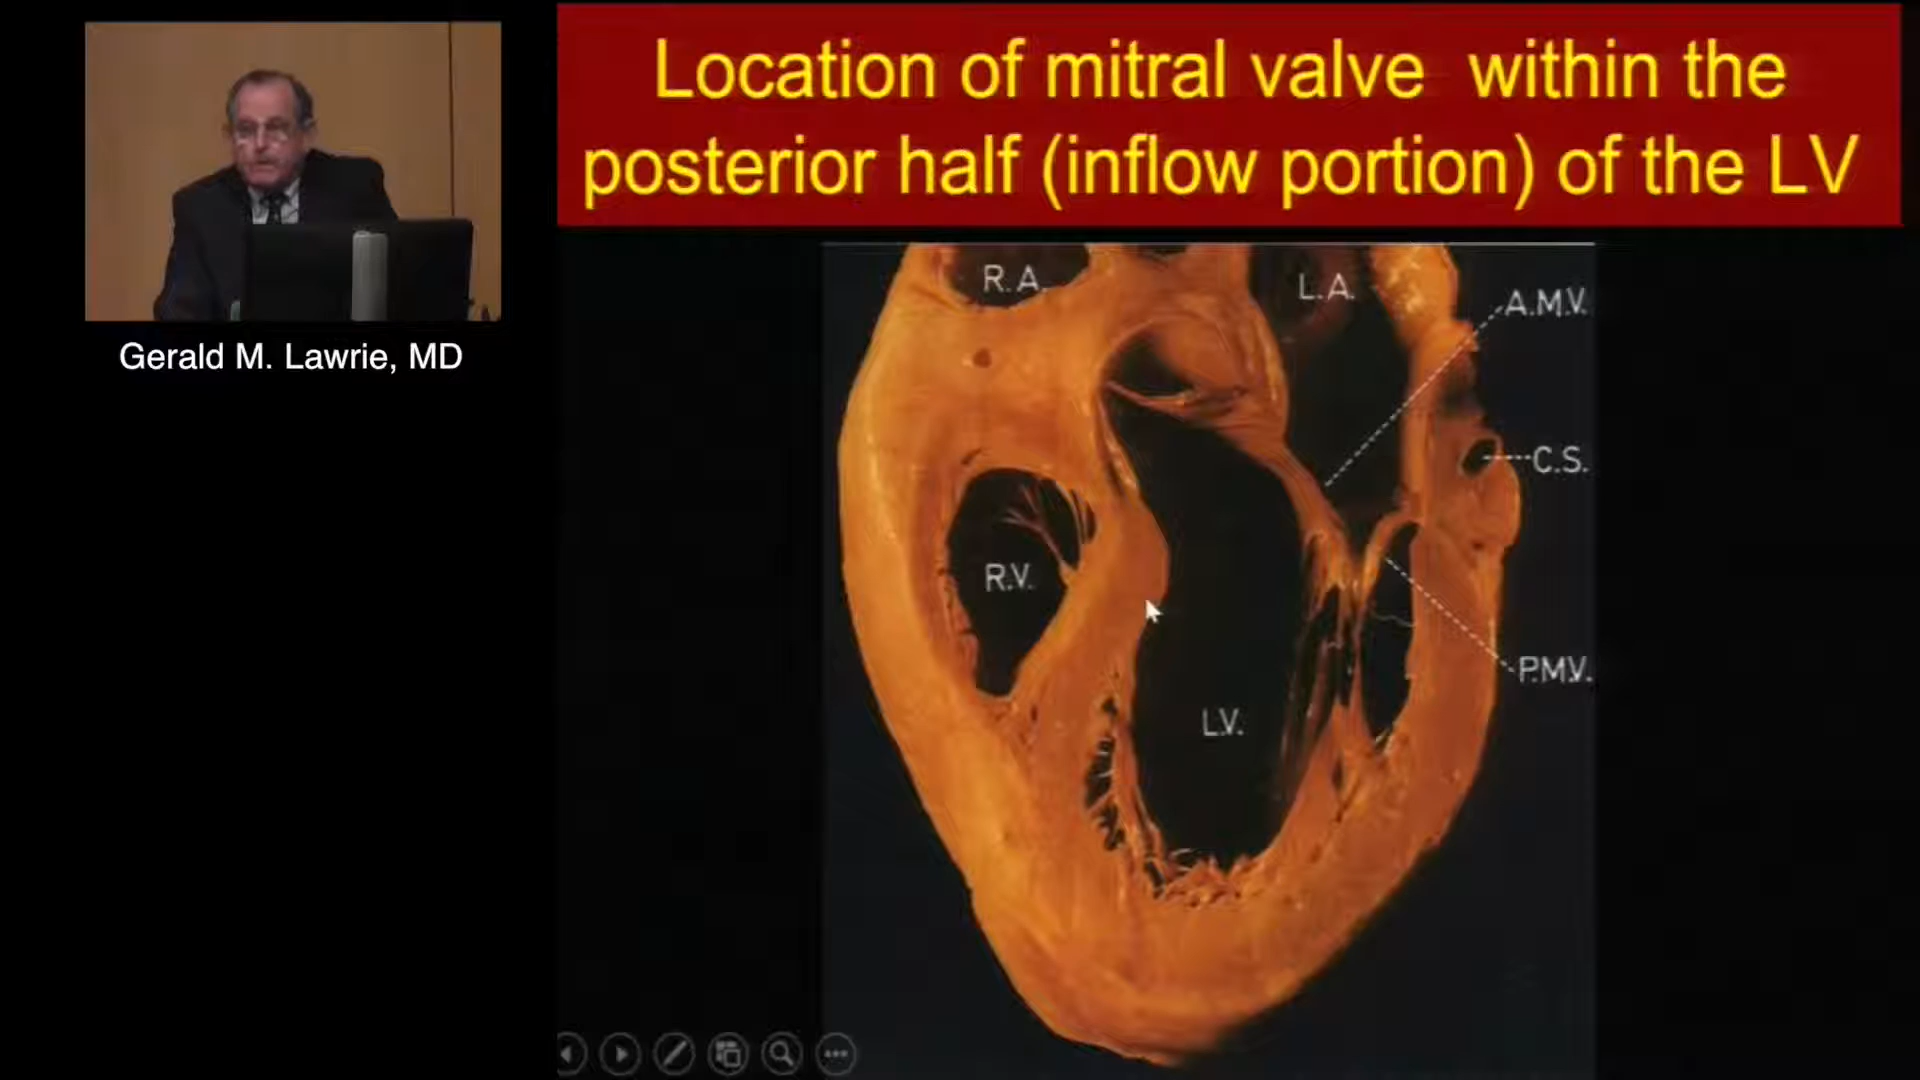 Location of mitral valve within the
posterior half (inflow portion) of the LV
Gerald M. Lawrie, MD
R.A.
L.A.
A.M.V.
C.S.
R.V.
P.M.V.
L.V.